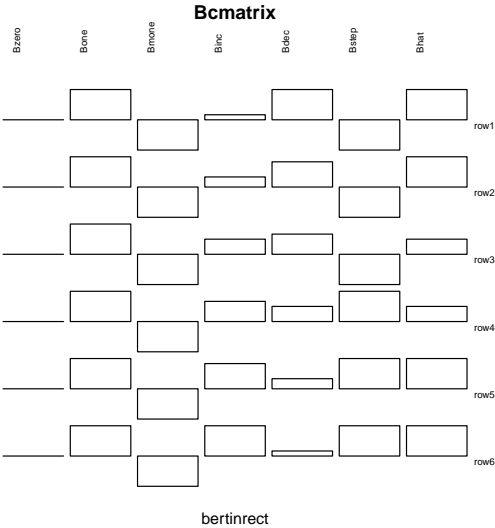 Bcmatrix
Bzero
Bone
Bmone
Binc
Bdec
Bstep
Bhat
row1
row2
row3
row4
row5
row6
bertinrect